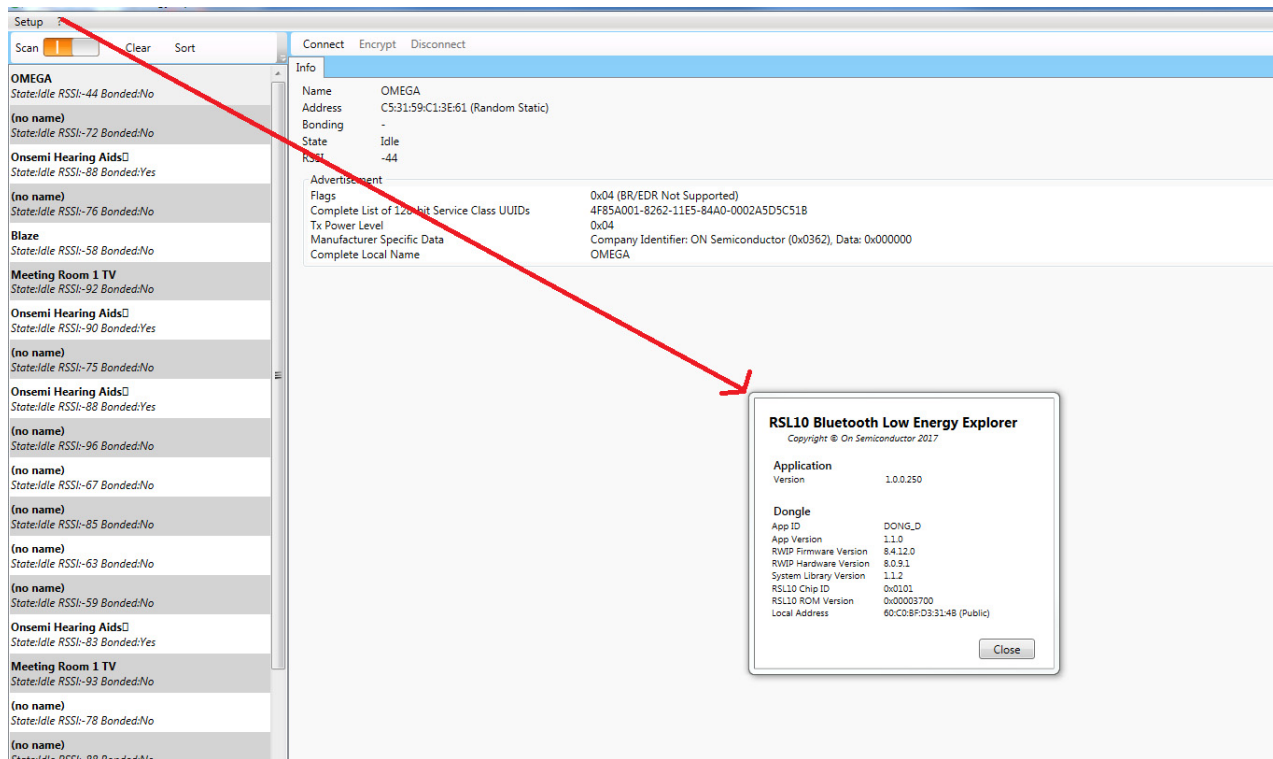 Setup ?
Scan Clear Sort
OMEGA
State:Idle RSSI:-44 Bonded:No
(no name)
State:Idle RSSI:-72 Bonded:No
Onsemi Hearing Aids▯
State:Idle RSSI:-88 Bonded:Yes
(no name)
State:Idle RSSI:-76 Bonded:No
Blaze
State:Idle RSSI:-58 Bonded:No
Meeting Room 1 TV
State:Idle RSSI:-92 Bonded:No
Onsemi Hearing Aids▯
State:Idle RSSI:-90 Bonded:Yes
(no name)
State:Idle RSSI:-75 Bonded:No
Onsemi Hearing Aids▯
State:Idle RSSI:-88 Bonded:Yes
(no name)
State:Idle RSSI:-96 Bonded:No
(no name)
State:Idle RSSI:-67 Bonded:No
(no name)
State:Idle RSSI:-85 Bonded:No
(no name)
State:Idle RSSI:-63 Bonded:No
(no name)
State:Idle RSSI:-59 Bonded:No
Onsemi Hearing Aids▯
State:Idle RSSI:-83 Bonded:Yes
Meeting Room 1 TV
State:Idle RSSI:-93 Bonded:No
(no name)
State:Idle RSSI:-78 Bonded:No
(no name)
Connect Encrypt Disconnect
Info
Name OMEGA
Address C5:31:59:C1:3E:61 (Random Static)
Bonding -
State Idle
RSSI -44
Advertisement
Flags 0x04 (BR/EDR Not Supported)
Complete List of 128-bit Service Class UUIDs 4F85A001-8262-11E5-84A0-0002A5D5C51B
Tx Power Level 0x04
Manufacturer Specific Data Company Identifier: ON Semiconductor (0x0362), Data: 0x000000
Complete Local Name OMEGA
RSL10 Bluetooth Low Energy Explorer
Copyright © On Semiconductor 2017
Application
Version 1.0.0.250
Dongle
App ID DONG_D
App Version 1.1.0
RWIP Firmware Version 8.4.12.0
RWIP Hardware Version 8.0.9.1
System Library Version 1.1.2
RSL10 Chip ID 0x0101
RSL10 ROM Version 0x00003700
Local Address 60:C0:BF:D3:31:4B (Public)
Close